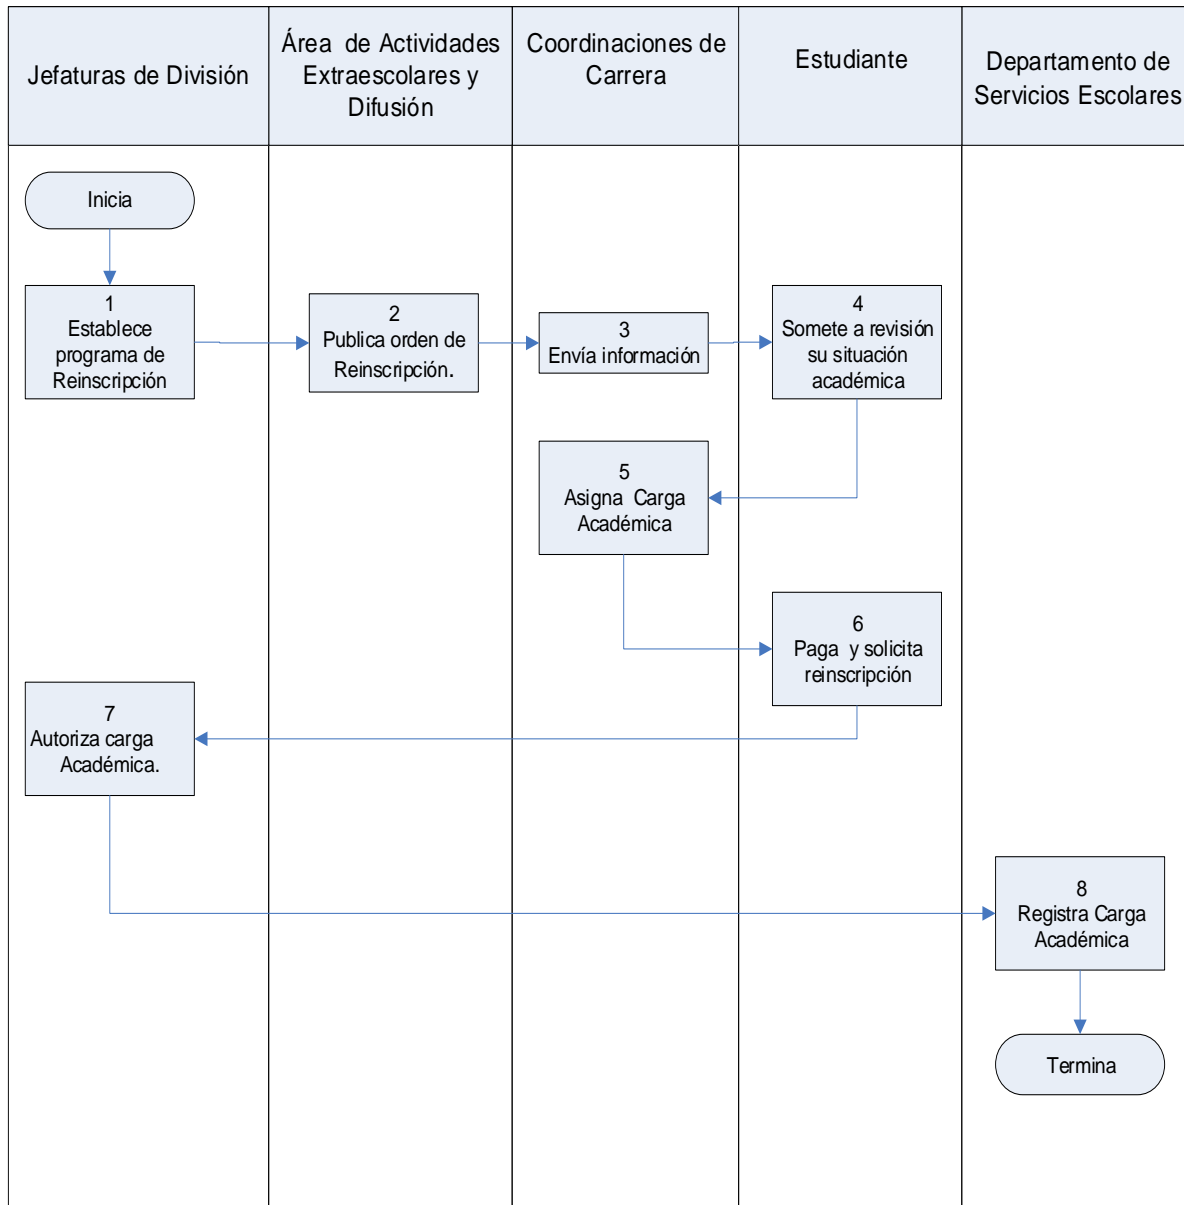 Jefaturas de División
Área de Actividades
Extraescolares y
Difusión
Coordinaciones de
Carrera
Estudiante
Departamento de
Servicios Escolares
Inicia
1
Establece
programa de
Reinscripción
2
Publica orden de
Reinscripción.
3
Envía información
4
Somete a revisión
su situación
académica
5
Asigna Carga
Académica
6
Paga y solicita
reinscripción
7
Autoriza carga
Académica.
8
Registra Carga
Académica
Termina